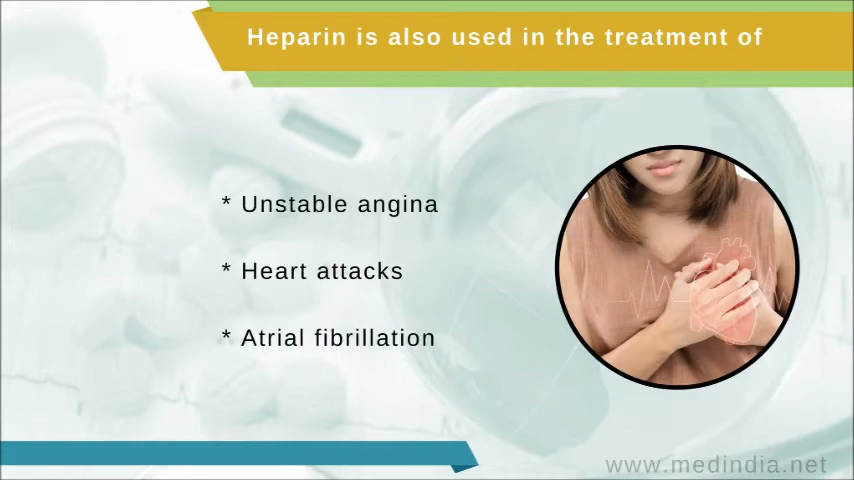 Heparin is also used in the treatment of
* Unstable angina
* Heart attacks
* Atrial fibrillation
www.medindia.net